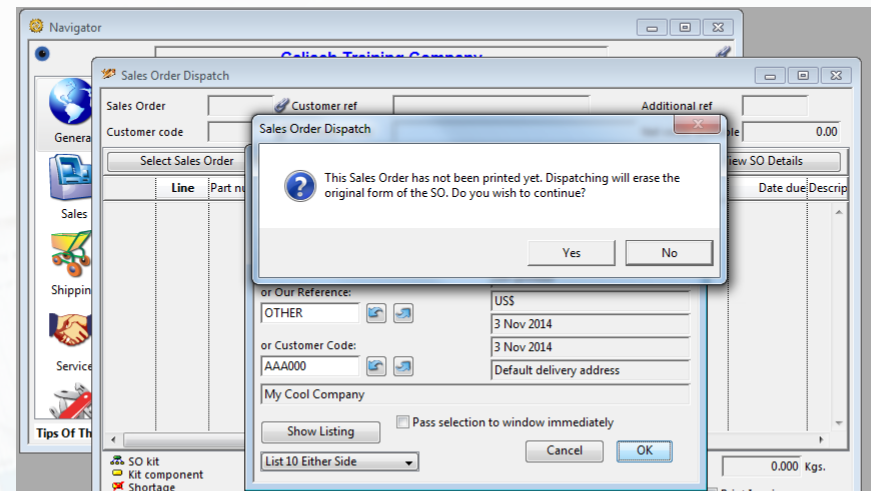 Navigator
Sales Order Dispatch
Sales Order
Customer ref
Additional ref
Customer code
0.00
Sales Order Dispatch
This Sales Order has not been printed yet. Dispatching will erase the
original form of the SO. Do you wish to continue?
Yes
No
Select Sales Order
View SO Details
Line
Part nu
Date due
Descrip
Genera
Sales
Shippin
Service
Tips Of Th
or Our Reference:
OTHER
US$
3 Nov 2014
or Customer Code:
3 Nov 2014
AAA000
Default delivery address
My Cool Company
Show Listing
Pass selection to window immediately
Cancel
OK
List 10 Either Side
SO kit
Kit component
Shortage
0.000 Kgs.